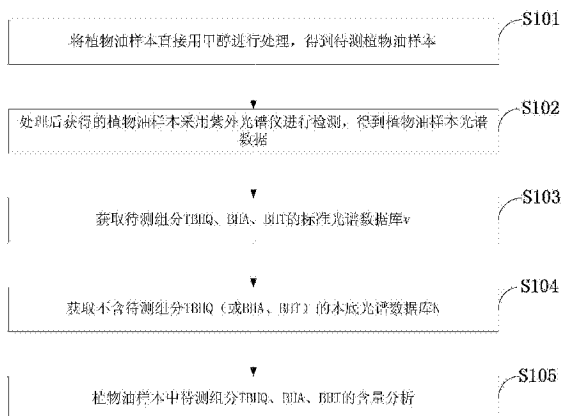 S101
将植物油样本直接用甲醇进行处理，得到待测植物油样本
S102
处理后获得的植物油样本采用紫外光谱仪进行检测，得到植物油样本光谱
数据
S103
获取待测组分TBHQ、BHA、BHT的标准光谱数据库v
S104
获取不含待测组分TBHQ（或BHA、BHT）的本底光谱数据库N
S105
植物油样本中待测组分TBHQ、BHA、BHT的含量分析